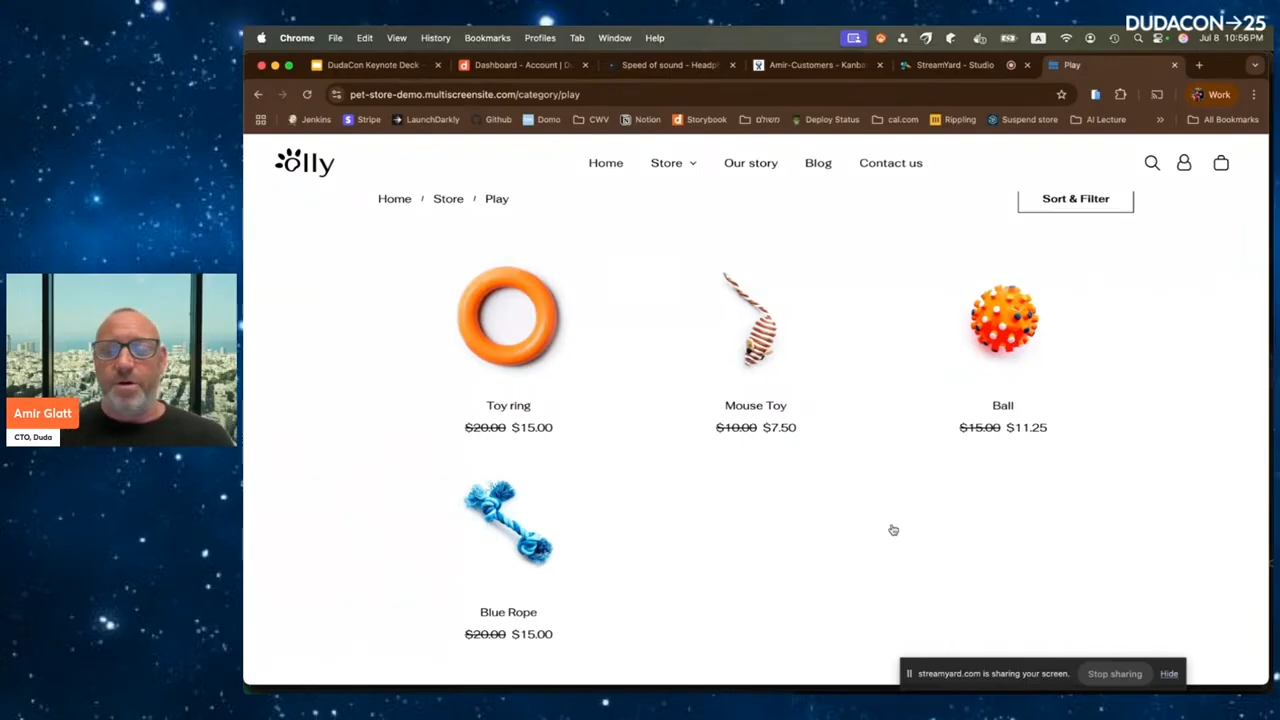 DUDACON→25
Chrome File Edit View History Bookmarks Profiles Tab Window Help
A
Jul 8 10:56 PM
DudaCon Keynote Deck
Dashboard - Account | D
Speed of sound - Headp
Amir-Customers - Kanba
StreamYard - Studio
Play
pet-store-demo.multiscreensite.com/category/play
Work
Jenkins Stripe LaunchDarkly Github Domo CWV Notion Storybook משולם Deploy Status cal.com Rippling Suspend store AI Lecture » All Bookmarks
olly
Home Store Our story Blog Contact us
Home / Store / Play
Sort & Filter
Toy ring
$20.00 $15.00
Mouse Toy
$10.00 $7.50
Ball
$15.00 $11.25
Blue Rope
$20.00 $15.00
Amir Glatt
CTO, Duda
streamyard.com is sharing your screen. Stop sharing Hide